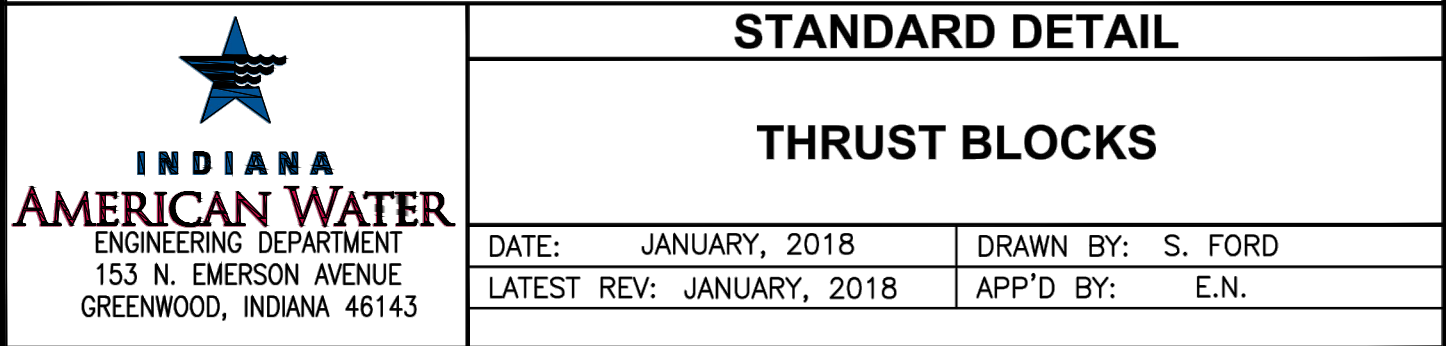 INDIANA
AMERICAN WATER
ENGINEERING DEPARTMENT
153 N. EMERSON AVENUE
GREENWOOD, INDIANA 46143
STANDARD DETAIL
THRUST BLOCKS
DATE: JANUARY, 2018
DRAWN BY: S. FORD
LATEST REV: JANUARY, 2018
APP'D BY: E.N.